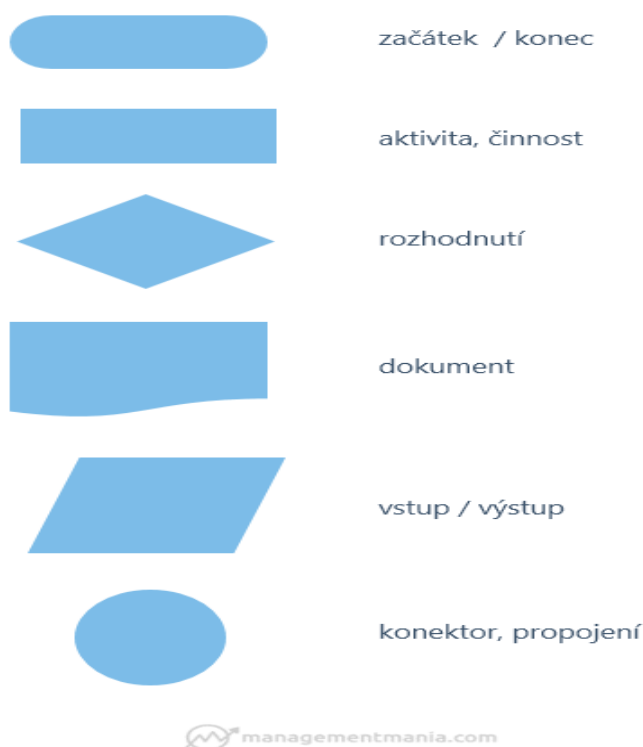 začátek / konec
aktivita, činnost
rozhodnutí
dokument
vstup / výstup
konektor, propojení
managementmania.com